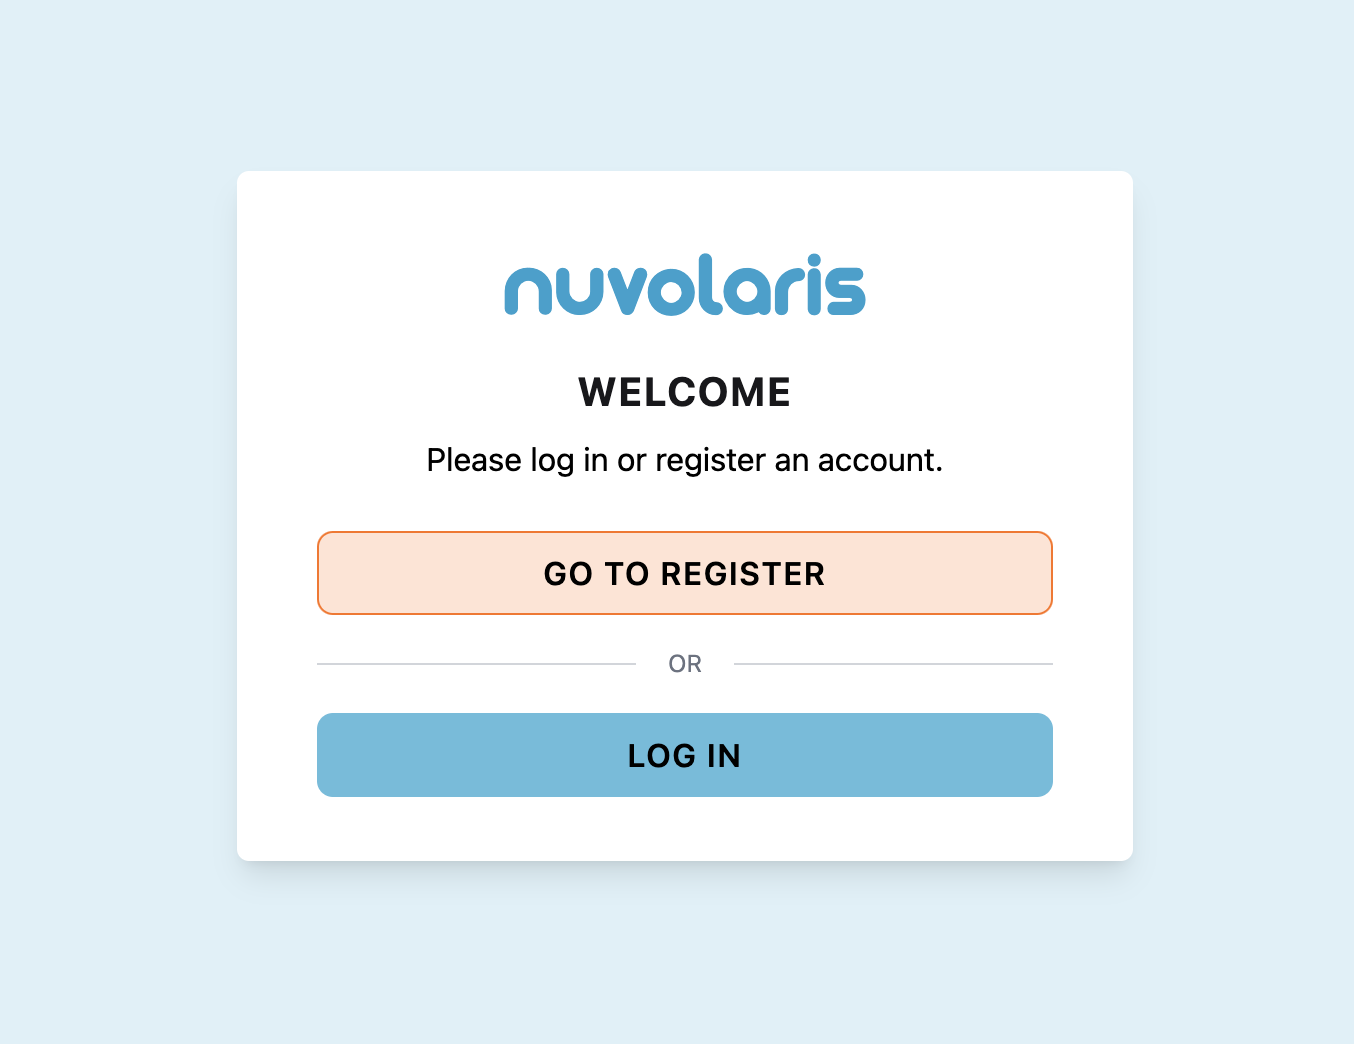 nuvolaris
WELCOME
Please log in or register an account.
GO TO REGISTER
OR
LOG IN